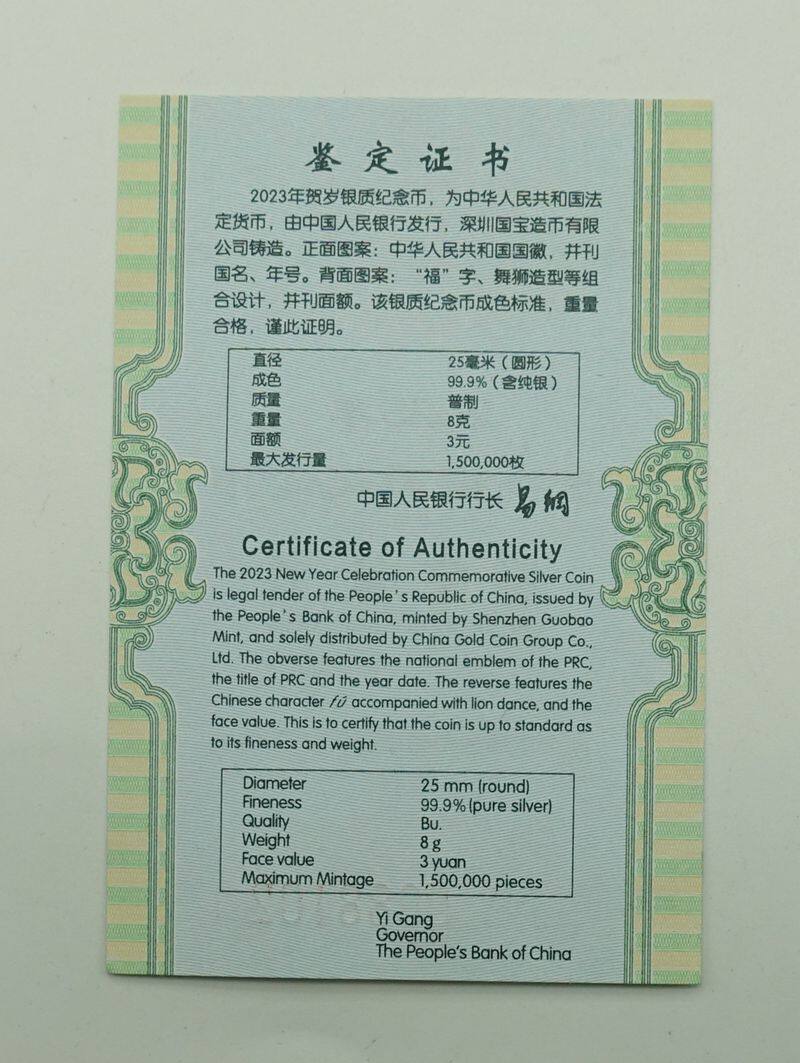 鉴定证书
2023年贺岁银质纪念币，为中华人民共和国法
定货币，由中国人民银行发行，深圳国宝造币有限
公司铸造。正面图案：中华人民共和国国徽，并刊
国名、年号。背面图案：“福”字、舞狮造型等组
合设计，并刊面额。该银质纪念币成色标准，重量
合格，谨此证明。
直径 25毫米（圆形）
成色 99.9%（含纯银）
质量 普制
重量 8克
面额 3元
最大发行量 1,500,000枚
中国人民银行行长 易纲
Certificate of Authenticity
The 2023 New Year Celebration Commemorative Silver Coin
is legal tender of the People's Republic of China, issued by
the People's Bank of China, minted by Shenzhen Guobao
Mint, and solely distributed by China Gold Coin Group Co.,
Ltd. The obverse features the national emblem of the PRC,
the title of PRC and the year date. The reverse features the
Chinese character fú accompanied with lion dance, and the
face value. This is to certify that the coin is up to standard as
to its fineness and weight.
Diameter 25 mm (round)
Fineness 99.9% (pure silver)
Quality Bu.
Weight 8 g
Face value 3 yuan
Maximum Mintage 1,500,000 pieces
Yi Gang
Governor
The People's Bank of China